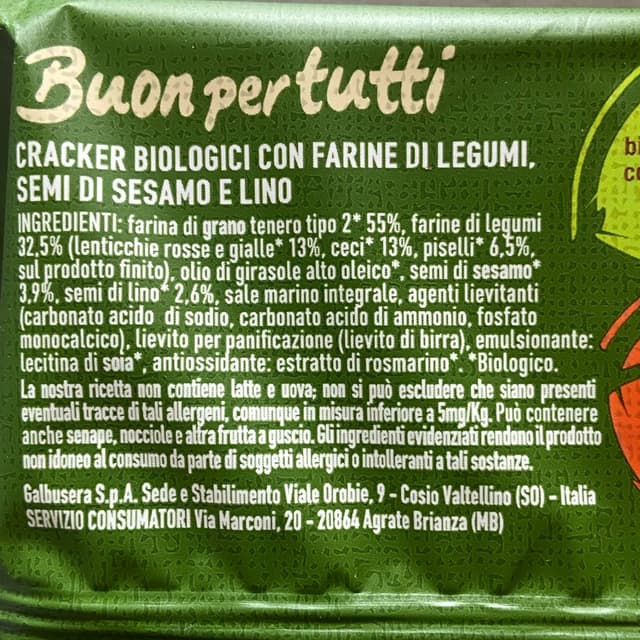 Buon per tutti
CRACKER BIOLOGICI CON FARINE DI LEGUMI,
SEMI DI SESAMO E LINO
INGREDIENTI: farina di grano tenero tipo 2* 55%, farine di legumi
32,5% (lenticchie rosse e gialle* 13%, ceci* 13%, piselli* 6,5%,
sul prodotto finito), olio di girasole alto oleico*, semi di sesamo*
3,9%, semi di lino* 2,6%, sale marino integrale, agenti lievitanti
(carbonato acido di sodio, carbonato acido di ammonio, fosfato
monocalcico), lievito per panificazione (lievito di birra), emulsionante:
lecitina di soia*, antiossidante: estratto di rosmarino*. *Biologico.
La nostra ricetta non contiene latte e uova; non si può escludere che siano presenti
eventuali tracce di tali allergeni, comunque in misura inferiore a 5mg/Kg. Può contenere
anche senape, nocciole e altra frutta a guscio. Gli ingredienti evidenziati rendono il prodotto
non idoneo al consumo da parte di soggetti allergici o intolleranti a tali sostanze.
Galbusera S.p.A. Sede e Stabilimento Viale Orobie, 9 - Cosio Valtellino (SO) - Italia
SERVIZIO CONSUMATORI Via Marconi, 20 - 20864 Agrate Brianza (MB)